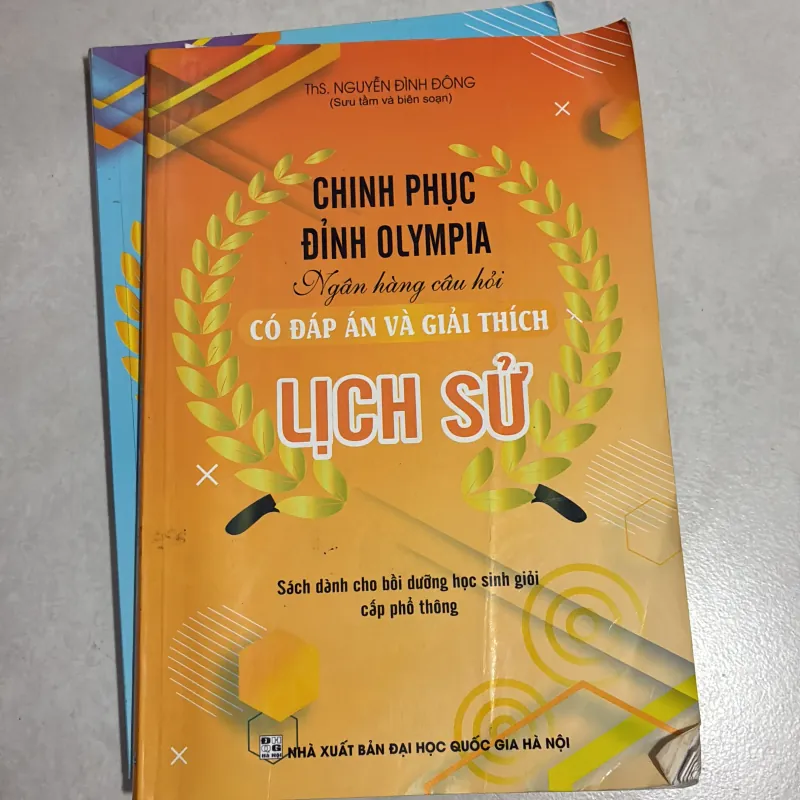 ThS. NGUYỄN ĐÌNH ĐÔNG
(Sưu tầm và biên soạn)
CHINH PHỤC
ĐỈNH OLYMPIA
Ngân hàng câu hỏi
CÓ ĐÁP ÁN VÀ GIẢI THÍCH
LỊCH SỬ
Sách dành cho bồi dưỡng học sinh giỏi
cấp phổ thông
NHÀ XUẤT BẢN ĐẠI HỌC QUỐC GIA HÀ NỘI